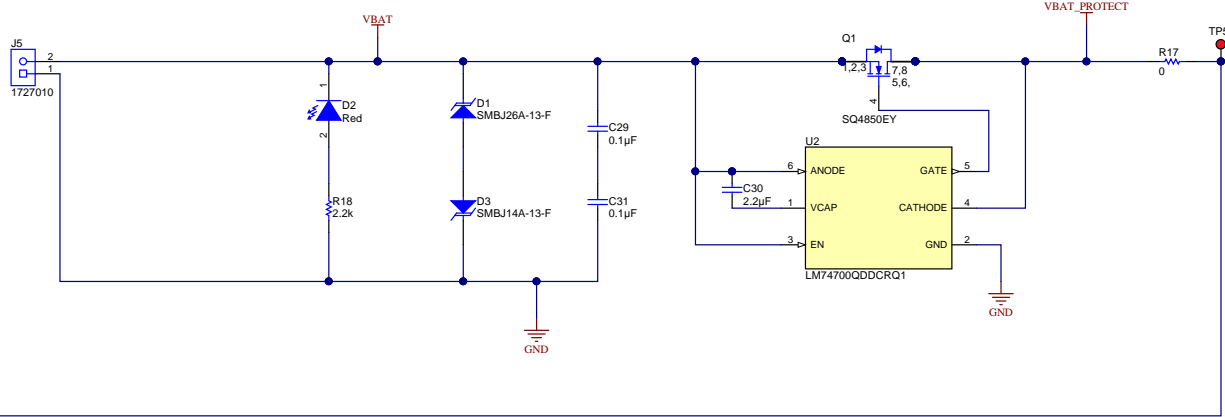 VBAT_PROTECT
VBAT
TP5
J5
2
1
1727010
Q1
1,2,3
7,8
5,6,
4
SQ4850EY
R17
0
1
D2
Red
2
D1
SMBJ26A-13-F
C29
0.1µF
R18
2.2k
D3
SMBJ14A-13-F
C31
0.1µF
U2
6
ANODE
GATE
5
C30
2.2µF
1
VCAP
CATHODE
4
3
EN
GND
2
LM74700QDDCRQ1
GND
GND